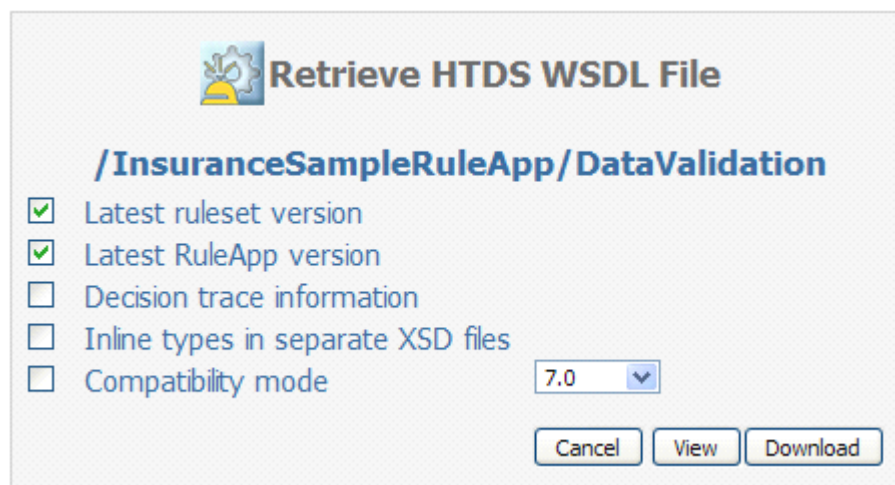 Retrieve HTDS WSDL File
/InsuranceSampleRuleApp/DataValidation
Latest ruleset version
Latest RuleApp version
Decision trace information
Inline types in separate XSD files
Compatibility mode 7.0
Cancel View Download